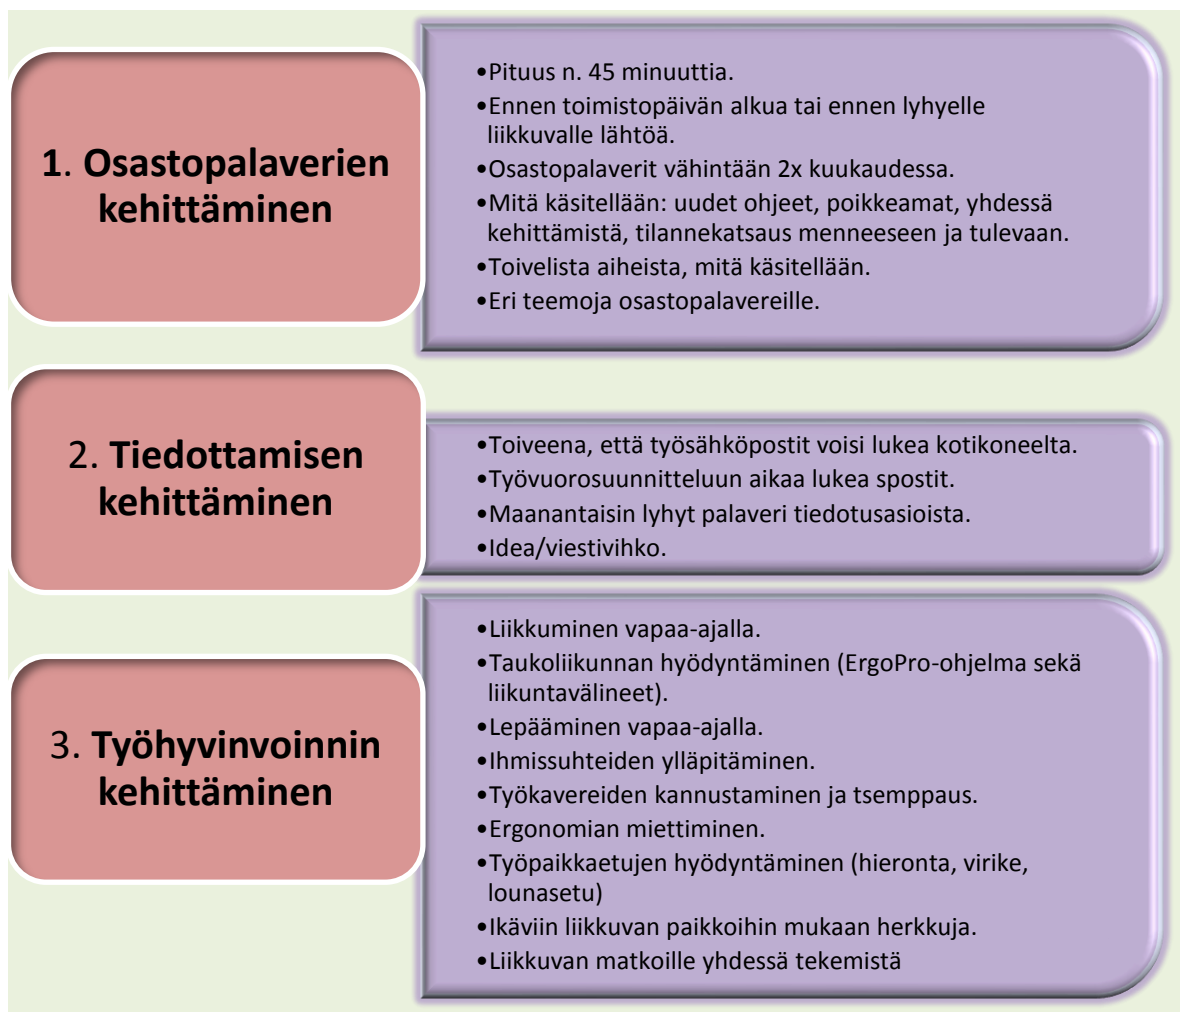 1. Osastopalaverien
kehittäminen
•Pituus n. 45 minuuttia.
•Ennen toimistopäivän alkua tai ennen lyhyelle
liikkuvalle lähtöä.
•Osastopalaverit vähintään 2x kuukaudessa.
•Mitä käsitellään: uudet ohjeet, poikkeamat, yhdessä
kehittämistä, tilannekatsaus menneeseen ja tulevaan.
•Toivelista aiheista, mitä käsitellään.
•Eri teemoja osastopalavereille.
2. Tiedottamisen
kehittäminen
•Toiveena, että työsähköpostit voisi lukea kotikoneelta.
•Työvuorosuunnitteluun aikaa lukea spostit.
•Maanantaisin lyhyt palaveri tiedotusasioista.
•Idea/viestivihko.
3. Työhyvinvoinnin
kehittäminen
•Liikkuminen vapaa-ajalla.
•Taukoliikunnan hyödyntäminen (ErgoPro-ohjelma sekä
liikuntavälineet).
•Lepääminen vapaa-ajalla.
•Ihmissuhteiden ylläpitäminen.
•Työkavereiden kannustaminen ja tsemppaus.
•Ergonomian miettiminen.
•Työpaikkaetujen hyödyntäminen (hieronta, virike,
lounasetu)
•Ikäviin liikkuvan paikkoihin mukaan herkkuja.
•Liikkuvan matkoille yhdessä tekemistä